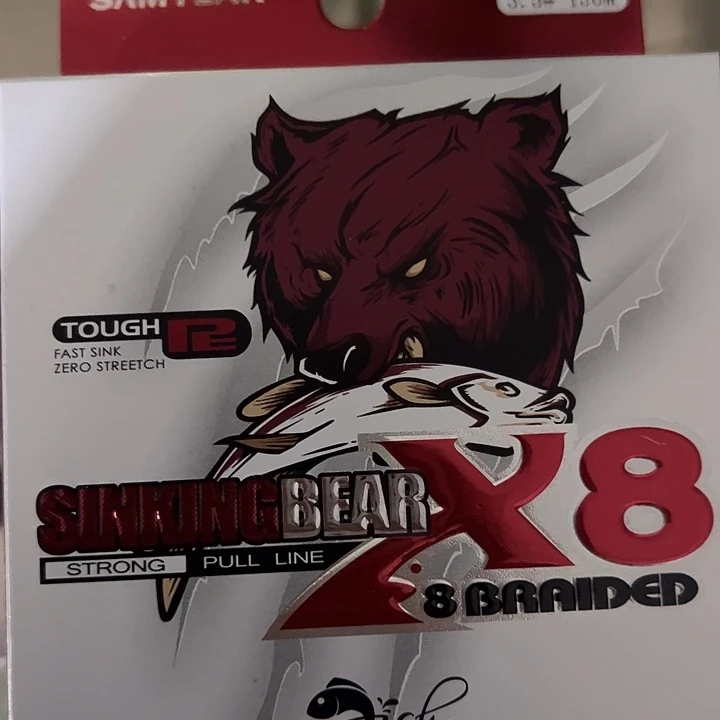 TOUGH PE
FAST SINK
ZERO STREETCH
SINKINGBEAR
X8
STRONG PULL LINE
8 BRAIDED